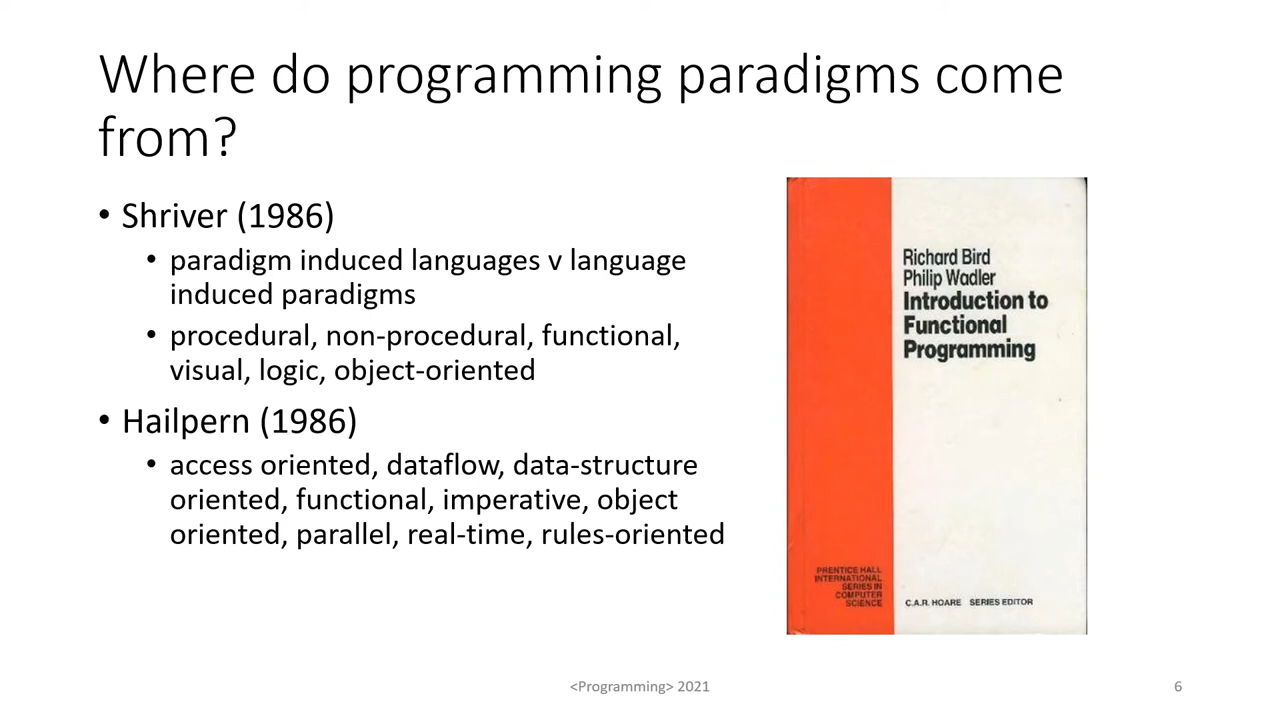 Where do programming paradigms come
from?
• Shriver (1986)
• paradigm induced languages v language
induced paradigms
• procedural, non-procedural, functional,
visual, logic, object-oriented
• Hailpern (1986)
• access oriented, dataflow, data-structure
oriented, functional, imperative, object
oriented, parallel, real-time, rules-oriented
Richard Bird
Philip Wadler
Introduction to
Functional
Programming
PRENTICE HALL
INTERNATIONAL
SERIES IN
COMPUTER
SCIENCE
C.A.R. HOARE SERIES EDITOR
<Programming> 2021
6